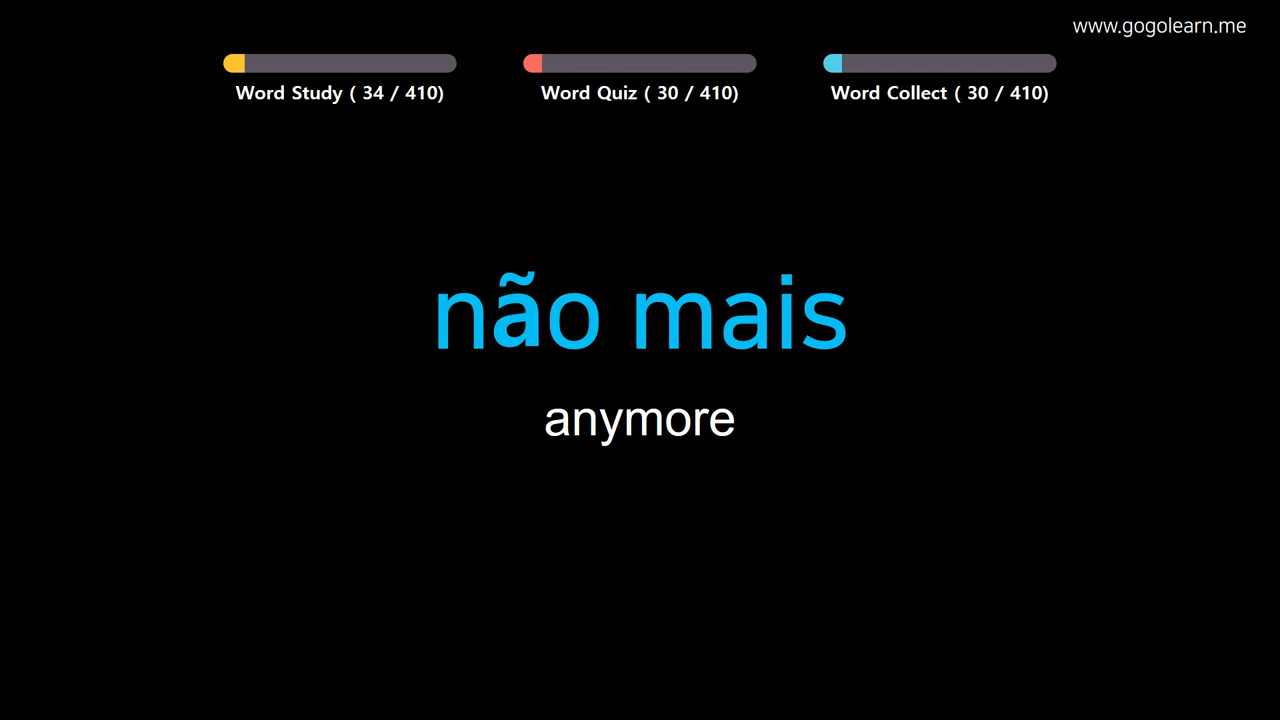 www.gogolearn.me
Word Study ( 34 / 410)
Word Quiz ( 30 / 410)
Word Collect ( 30 / 410)
não mais
anymore